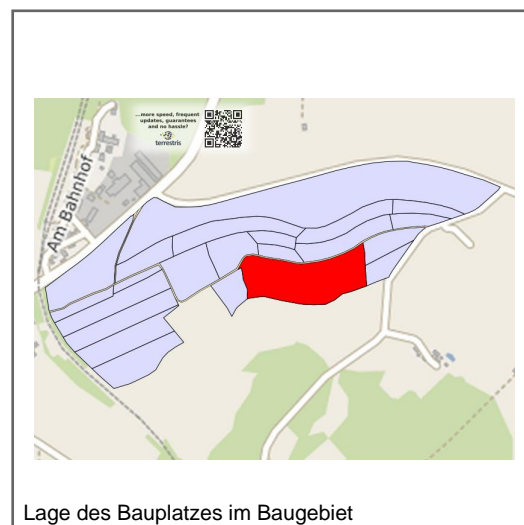 ...more speed, frequent
updates, guarantees
and no hassle?
terrestris
Am Bahnhof
Lage des Bauplatzes im Baugebiet